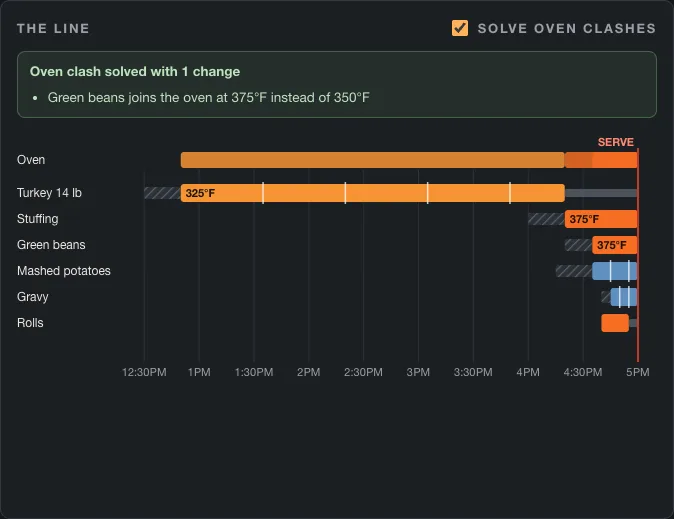 THE LINE
SOLVE OVEN CLASHES
Oven clash solved with 1 change
• Green beans joins the oven at 375°F instead of 350°F
SERVE
Oven
Turkey 14 lb
325°F
Stuffing
375°F
Green beans
375°F
Mashed potatoes
Gravy
Rolls
12:30PM 1PM 1:30PM 2PM 2:30PM 3PM 3:30PM 4PM 4:30PM 5PM